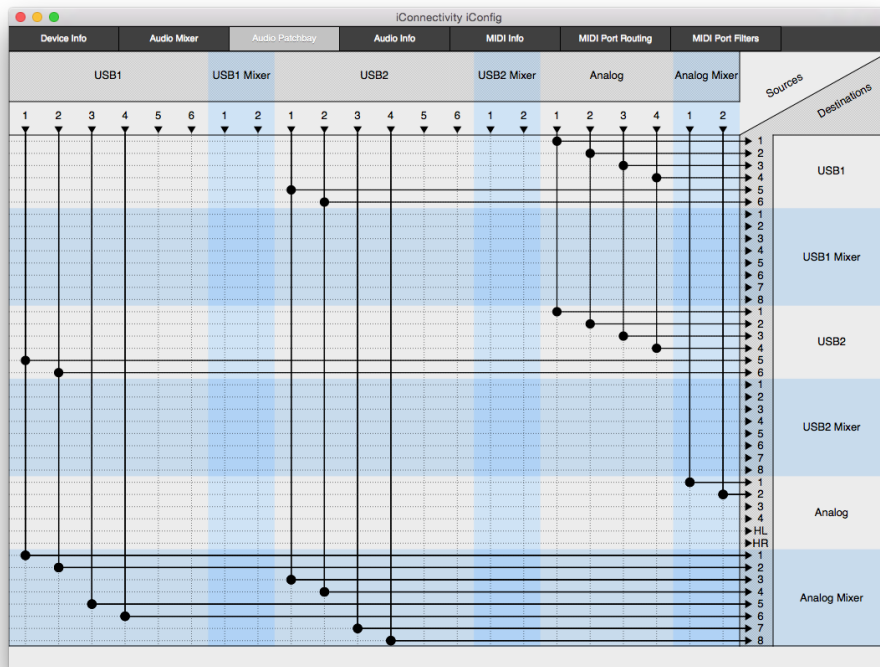 iConnectivity iConfig
Device Info Audio Mixer Audio Patchbay Audio Info MIDI Info MIDI Port Routing MIDI Port Filters
USB1 USB1 Mixer USB2 USB2 Mixer Analog Analog Mixer
Sources
Destinations
1 2 3 4 5 6 1 2 1 2 3 4 5 6 1 2 1 2 3 4 1 2
1
2
3
4
5
6
USB1
1
2
3
4
5
6
7
8
USB1 Mixer
1
2
3
4
5
6
USB2
1
2
3
4
5
6
7
8
USB2 Mixer
1
2
3
4
HL
HR
Analog
1
2
3
4
5
6
7
8
Analog Mixer